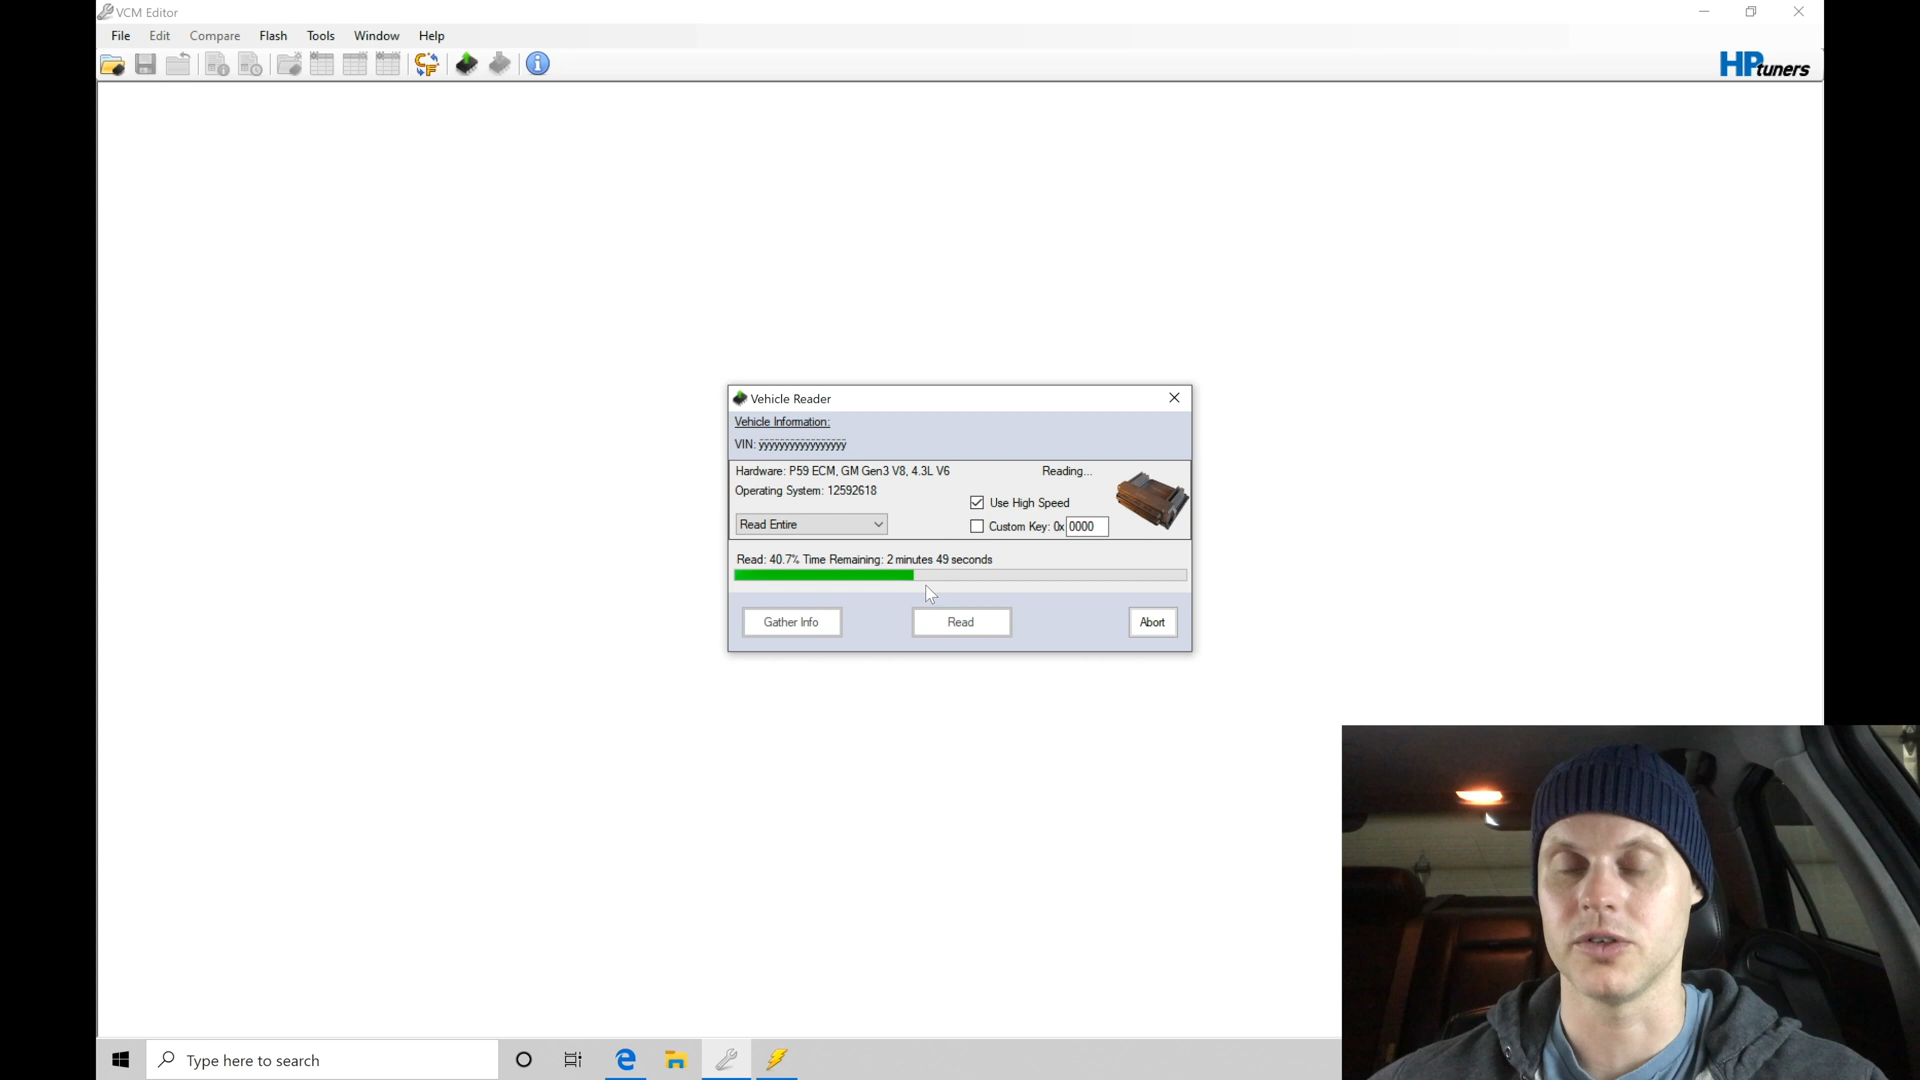 VCM Editor
File Edit Compare Flash Tools Window Help
HPtuners
Vehicle Reader
Vehicle Information:
VIN: ÿÿÿÿÿÿÿÿÿÿÿÿÿÿÿÿÿ
Hardware: P59 ECM, GM Gen3 V8, 4.3L V6
Reading...
Operating System: 12592618
Use High Speed
Read Entire
Custom Key: 0x 0000
Read: 40.7% Time Remaining: 2 minutes 49 seconds
Gather Info Read Abort
Type here to search